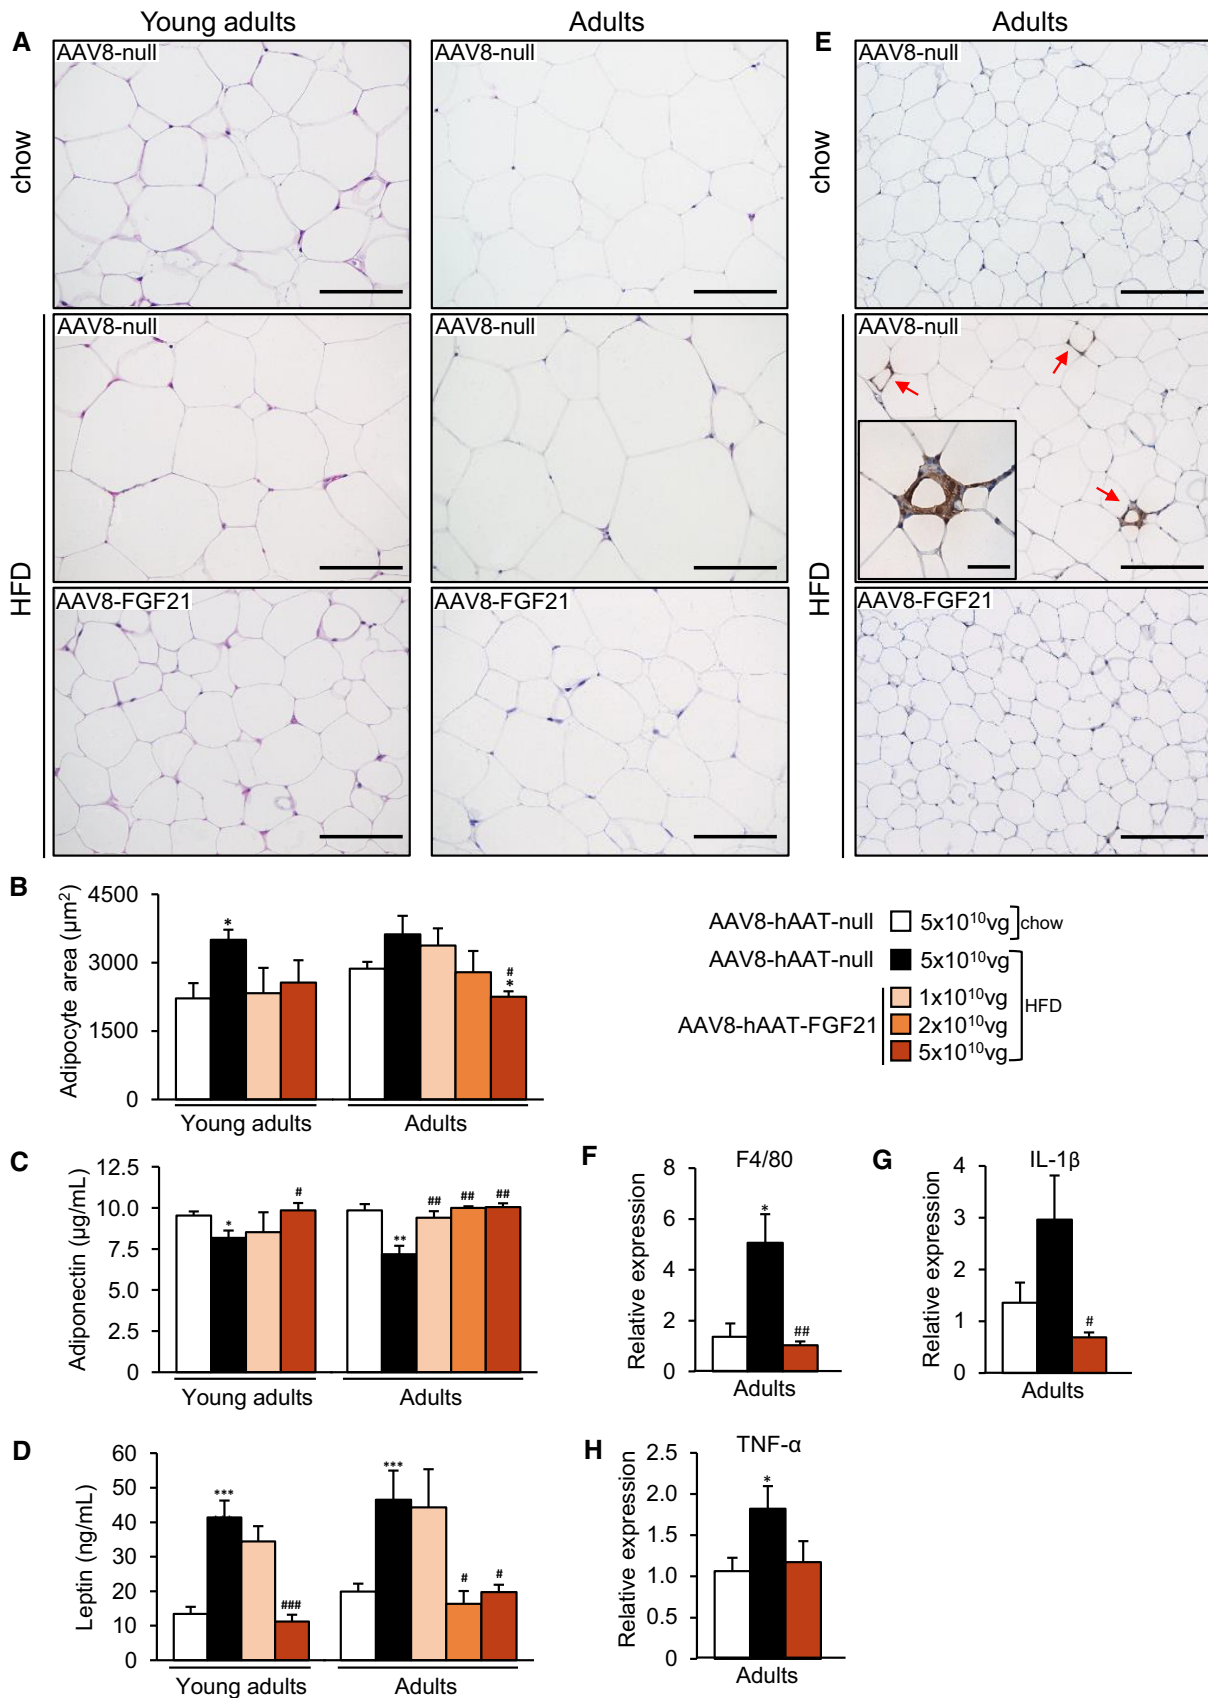 Young adults
Adults
Adults
A
AAV8-null
AAV8-null
E
AAV8-null
chow
chow
AAV8-null
AAV8-null
AAV8-null
HFD
HFD
AAV8-FGF21
AAV8-FGF21
AAV8-FGF21
B
Adipocyte area (µm²)
4500
3000
1500
0
*
#
*
Young adults
Adults
AAV8-hAAT-null
5x10¹⁰vg
chow
AAV8-hAAT-null
5x10¹⁰vg
AAV8-hAAT-FGF21
1x10¹⁰vg
2x10¹⁰vg
5x10¹⁰vg
HFD
C
Adiponectin (µg/mL)
12.5
10.0
7.5
5.0
2.5
0
*
#
**
##
##
##
Young adults
Adults
D
Leptin (ng/mL)
60
50
40
30
20
10
0
***
###
***
#
#
Young adults
Adults
F
F4/80
Relative expression
8
6
4
2
0
*
##
Adults
G
IL-1β
Relative expression
4
3
2
1
0
#
Adults
H
TNF-α
Relative expression
2.5
2.0
1.5
1.0
0.5
0
*
Adults